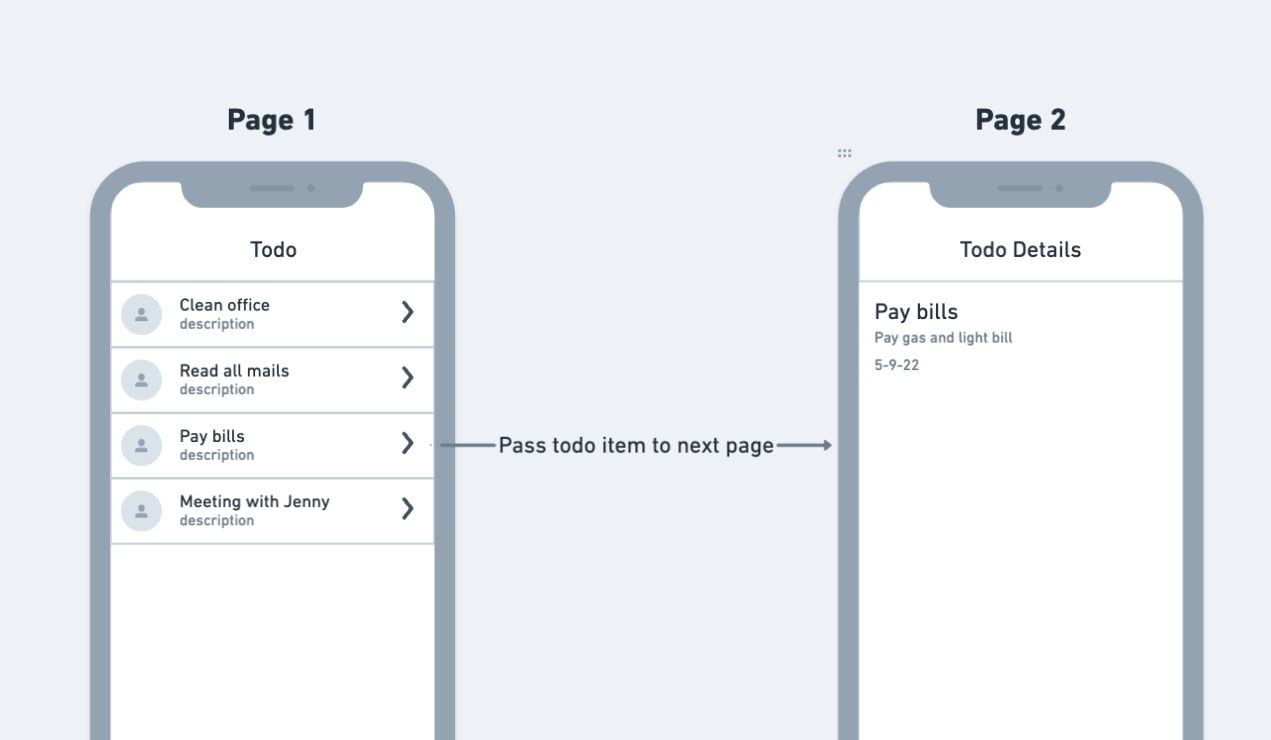 Page 1
Todo
Clean office
description
Read all mails
description
Pay bills
description
Meeting with Jenny
description
Pass todo item to next page
Page 2
Todo Details
Pay bills
Pay gas and light bill
5-9-22